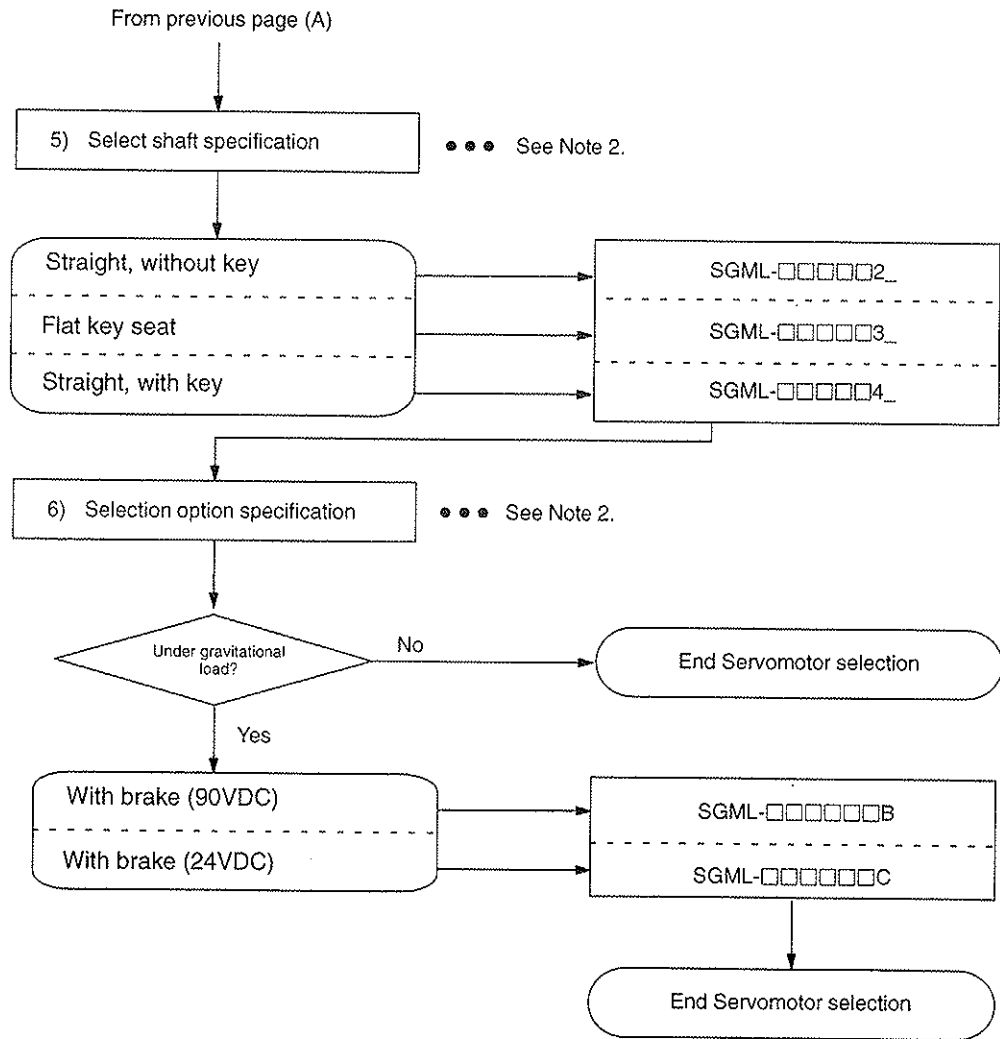 From previous page (A)
5) Select shaft specification
● ● ● See Note 2.
Straight, without key
SGML-□□□□□2_
Flat key seat
SGML-□□□□□3_
Straight, with key
SGML-□□□□□4_
6) Selection option specification
● ● ● See Note 2.
Under gravitational
load?
No
End Servomotor selection
Yes
With brake (90VDC)
SGML-□□□□□□B
With brake (24VDC)
SGML-□□□□□□C
End Servomotor selection